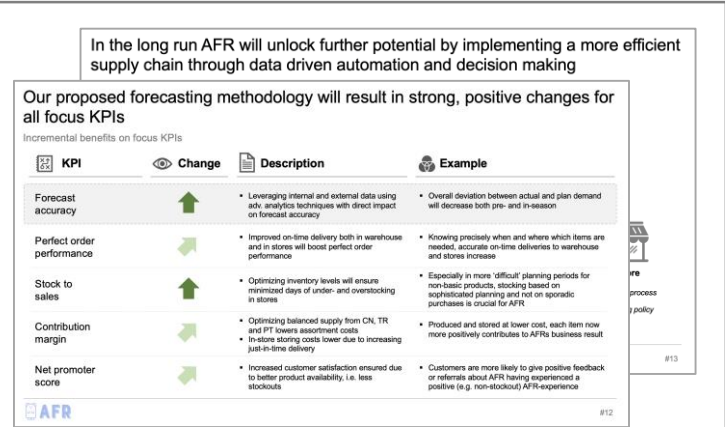 In the long run AFR will unlock further potential by implementing a more efficient
supply chain through data driven automation and decision making
Our proposed forecasting methodology will result in strong, positive changes for
all focus KPIs
Incremental benefits on focus KPIs
KPI
Change
Description
Example
Forecast
accuracy
• Leveraging internal and external data using
adv. analytics techniques with direct impact
on forecast accuracy
• Overall deviation between actual and plan demand
will decrease both pre- and in-season
Perfect order
performance
• Improved on-time delivery both in warehouse
and in stores will boost perfect order
performance
• Knowing precisely when and where which items are
needed, accurate on-time deliveries to warehouse
and stores increase
Stock to
sales
• Optimizing inventory levels will ensure
minimized days of under- and overstocking
in stores
• Especially in more 'difficult' planning periods for
non-basic products, stocking based on
sophisticated planning and not on sporadic
purchases is crucial for AFR
Contribution
margin
• Optimizing balanced supply from CN, TR
and PT lowers assortment costs
• In-store storing costs lower due to increasing
just-in-time delivery
• Produced and stored at lower cost, each item now
more positively contributes to AFRs business result
Net promoter
score
• Increased customer satisfaction ensured due
to better product availability, i.e. less
stockouts
• Customers are more likely to give positive feedback
or referrals about AFR having experienced a
positive (e.g. non-stockout) AFR-experience
AFR
#12
re
process
policy
#13